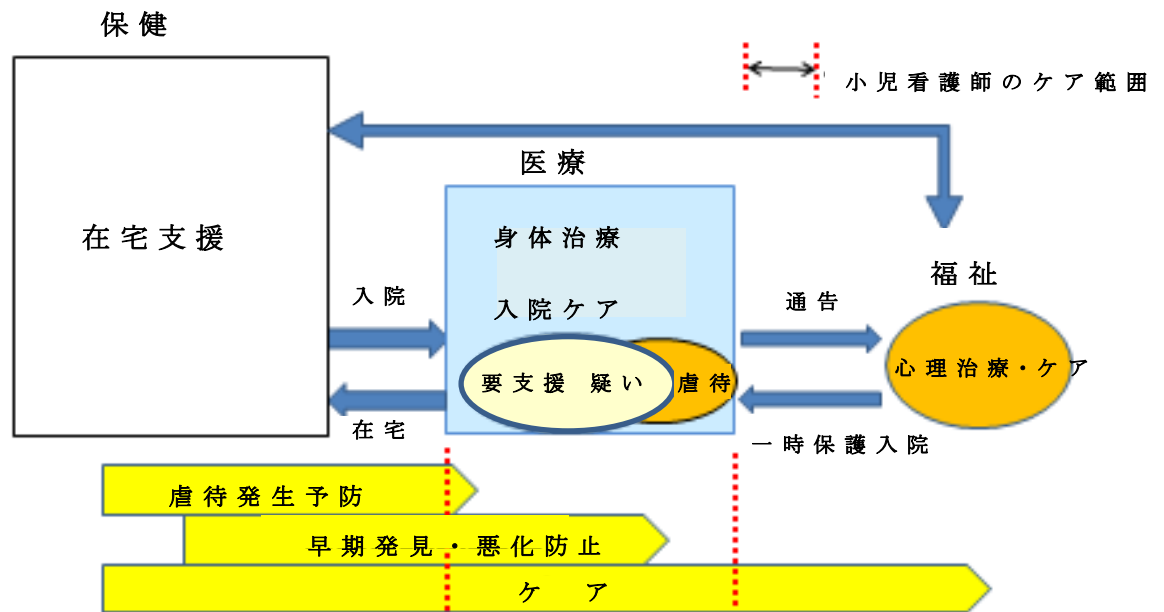 保健
小児看護師のケア範囲
医療
在宅支援
身体治療
福祉
入院
入院ケア
通告
要支援 疑い
虐待
心理治療・ケア
在宅
一時保護入院
虐待発生予防
早期発見・悪化防止
ケア